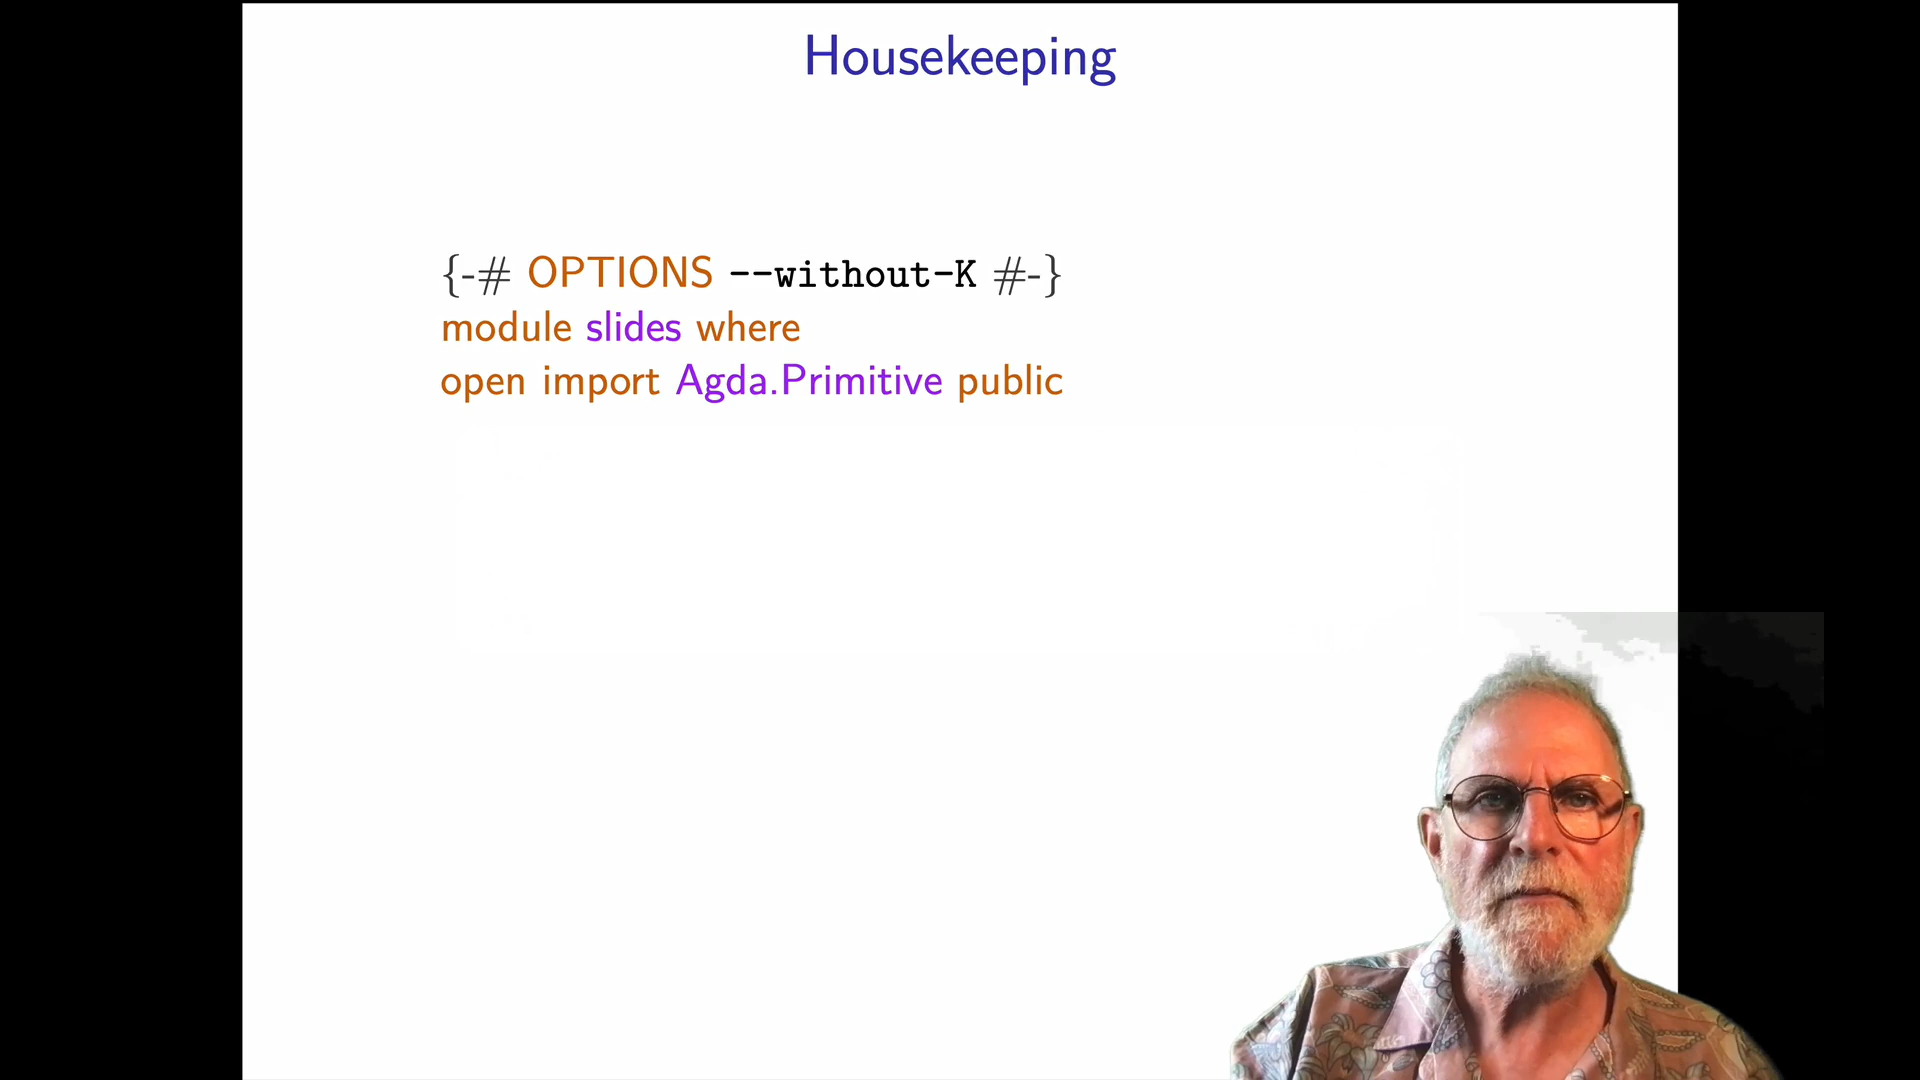 Housekeeping
{-# OPTIONS --without-K #-}
module slides where
open import Agda.Primitive public